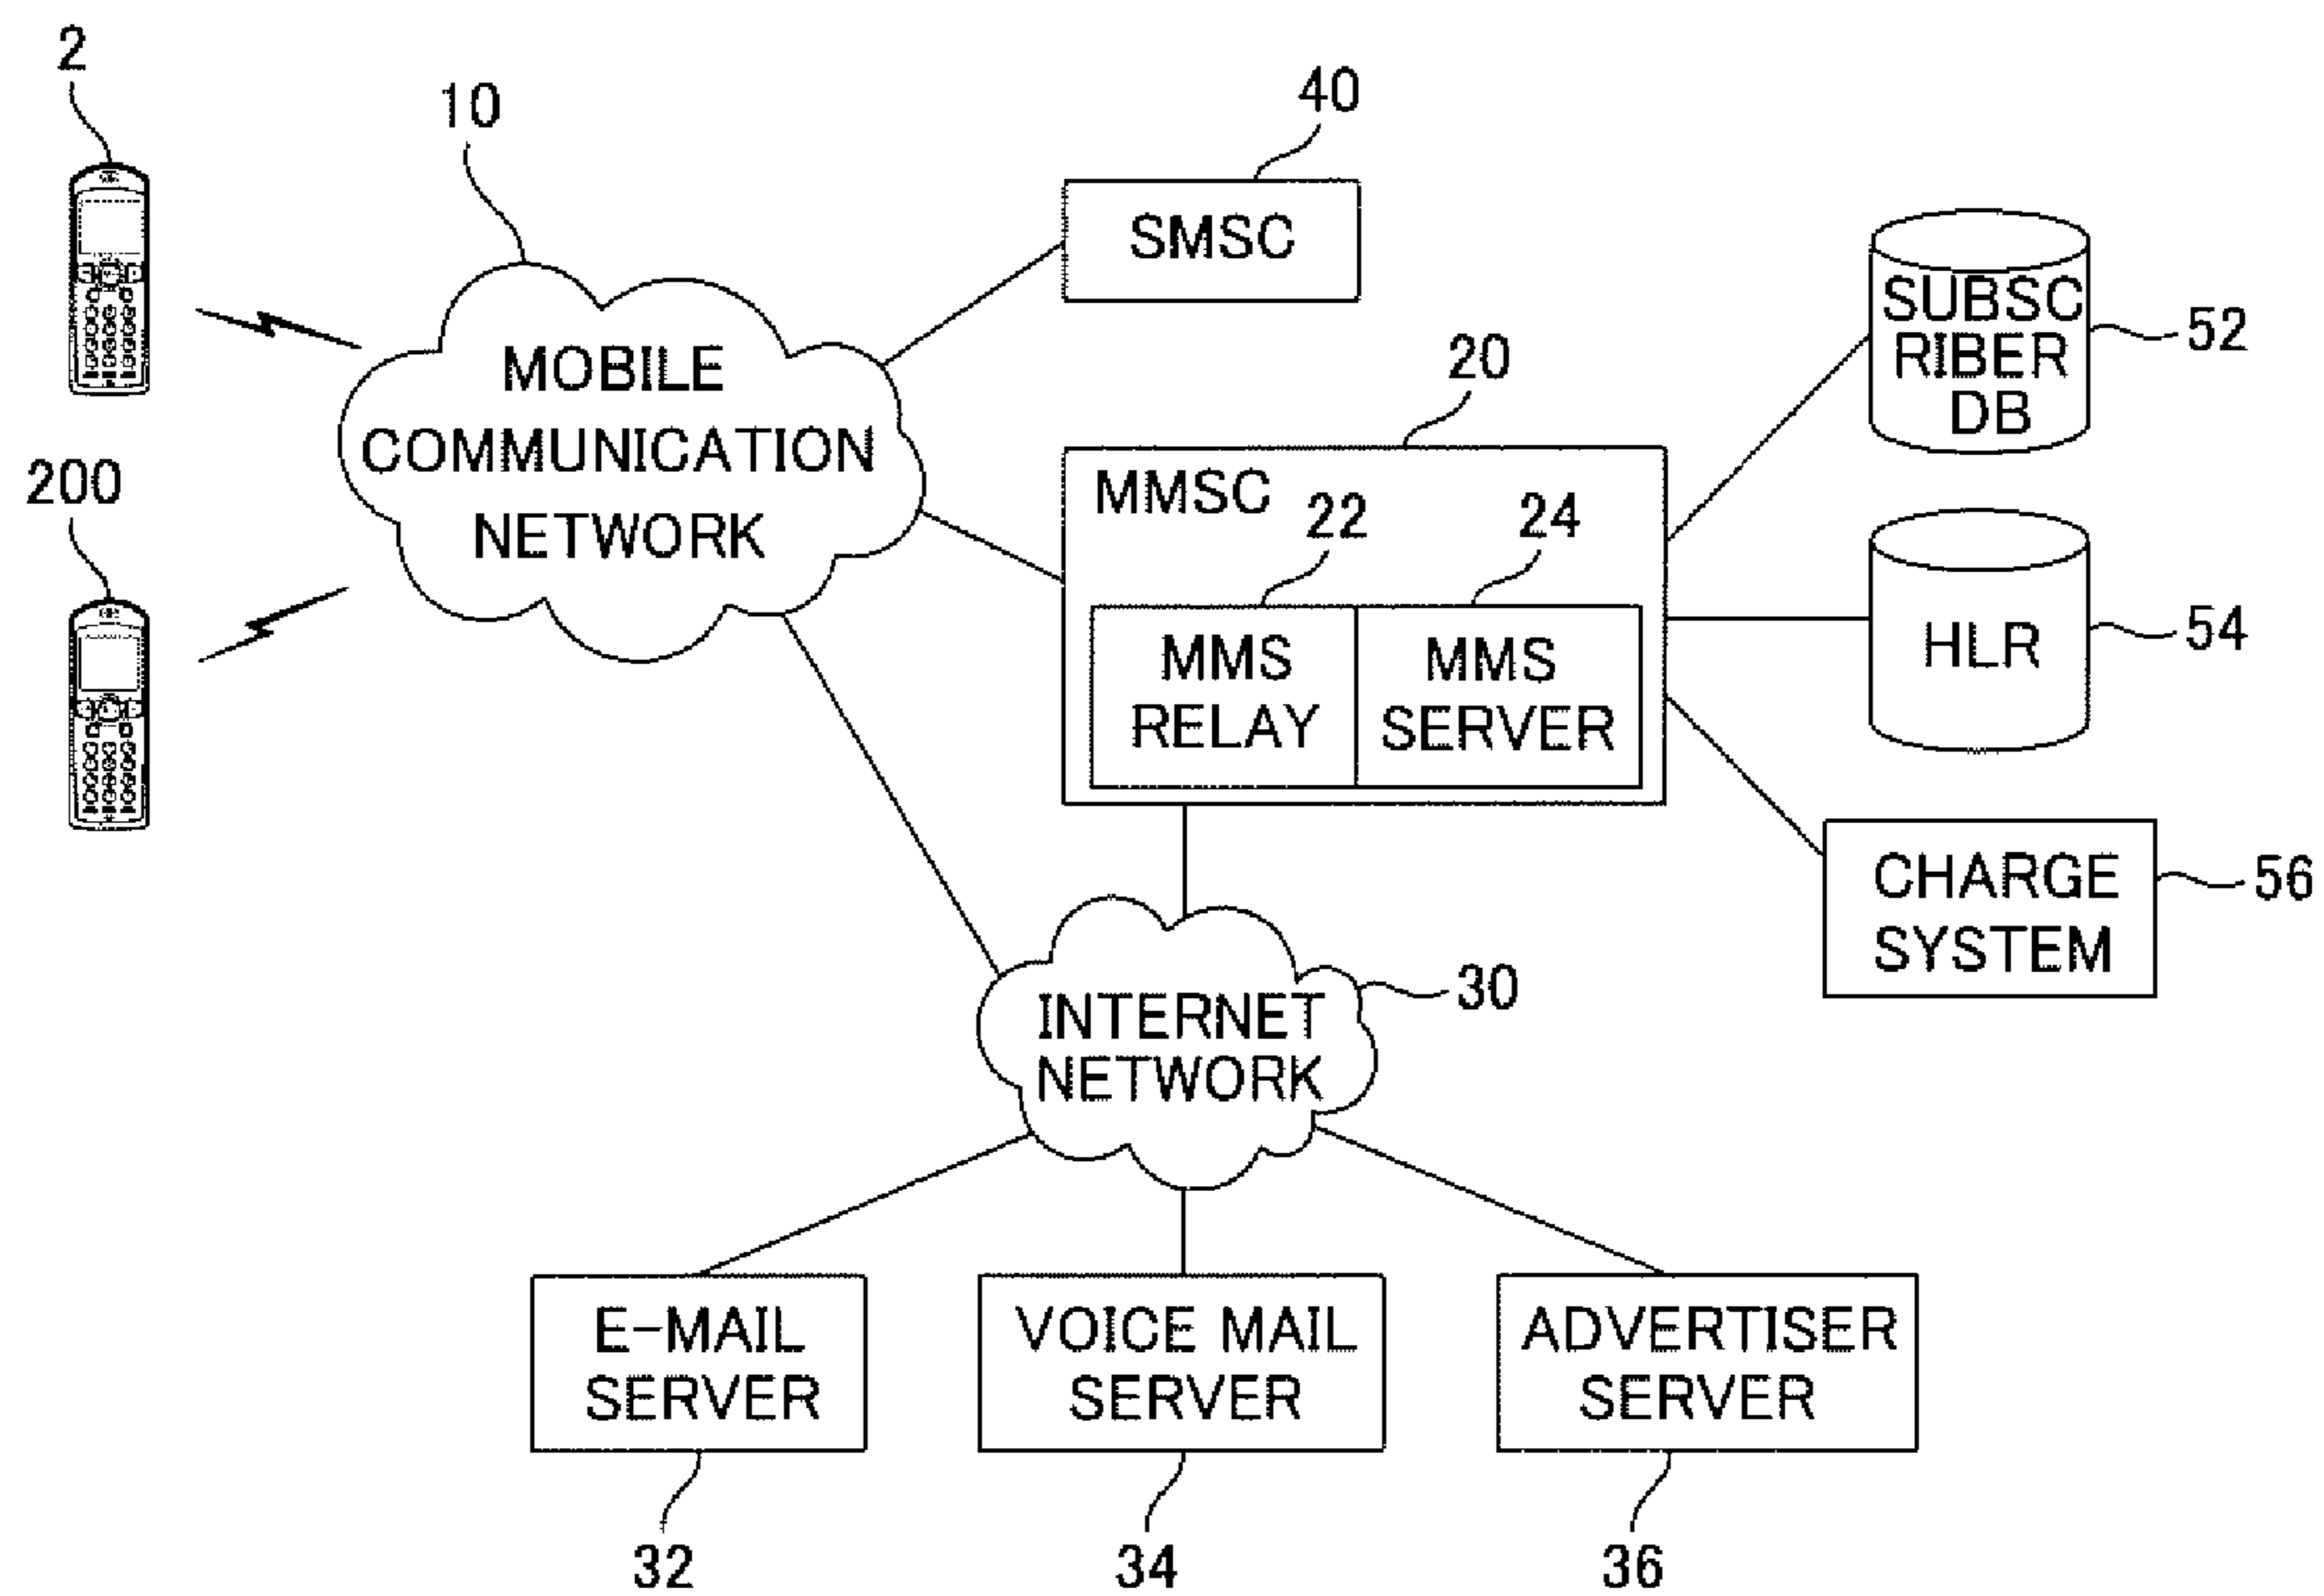 2
10
40
SMSC
MOBILE
COMMUNICATION
NETWORK
200
20
MMSC
22
24
MMS
RELAY
MMS
SERVER
SUBSC
RIBER
DB
52
HLR
54
CHARGE
SYSTEM
56
INTERNET
NETWORK
30
E-MAIL
SERVER
32
VOICE MAIL
SERVER
34
ADVERTISER
SERVER
36